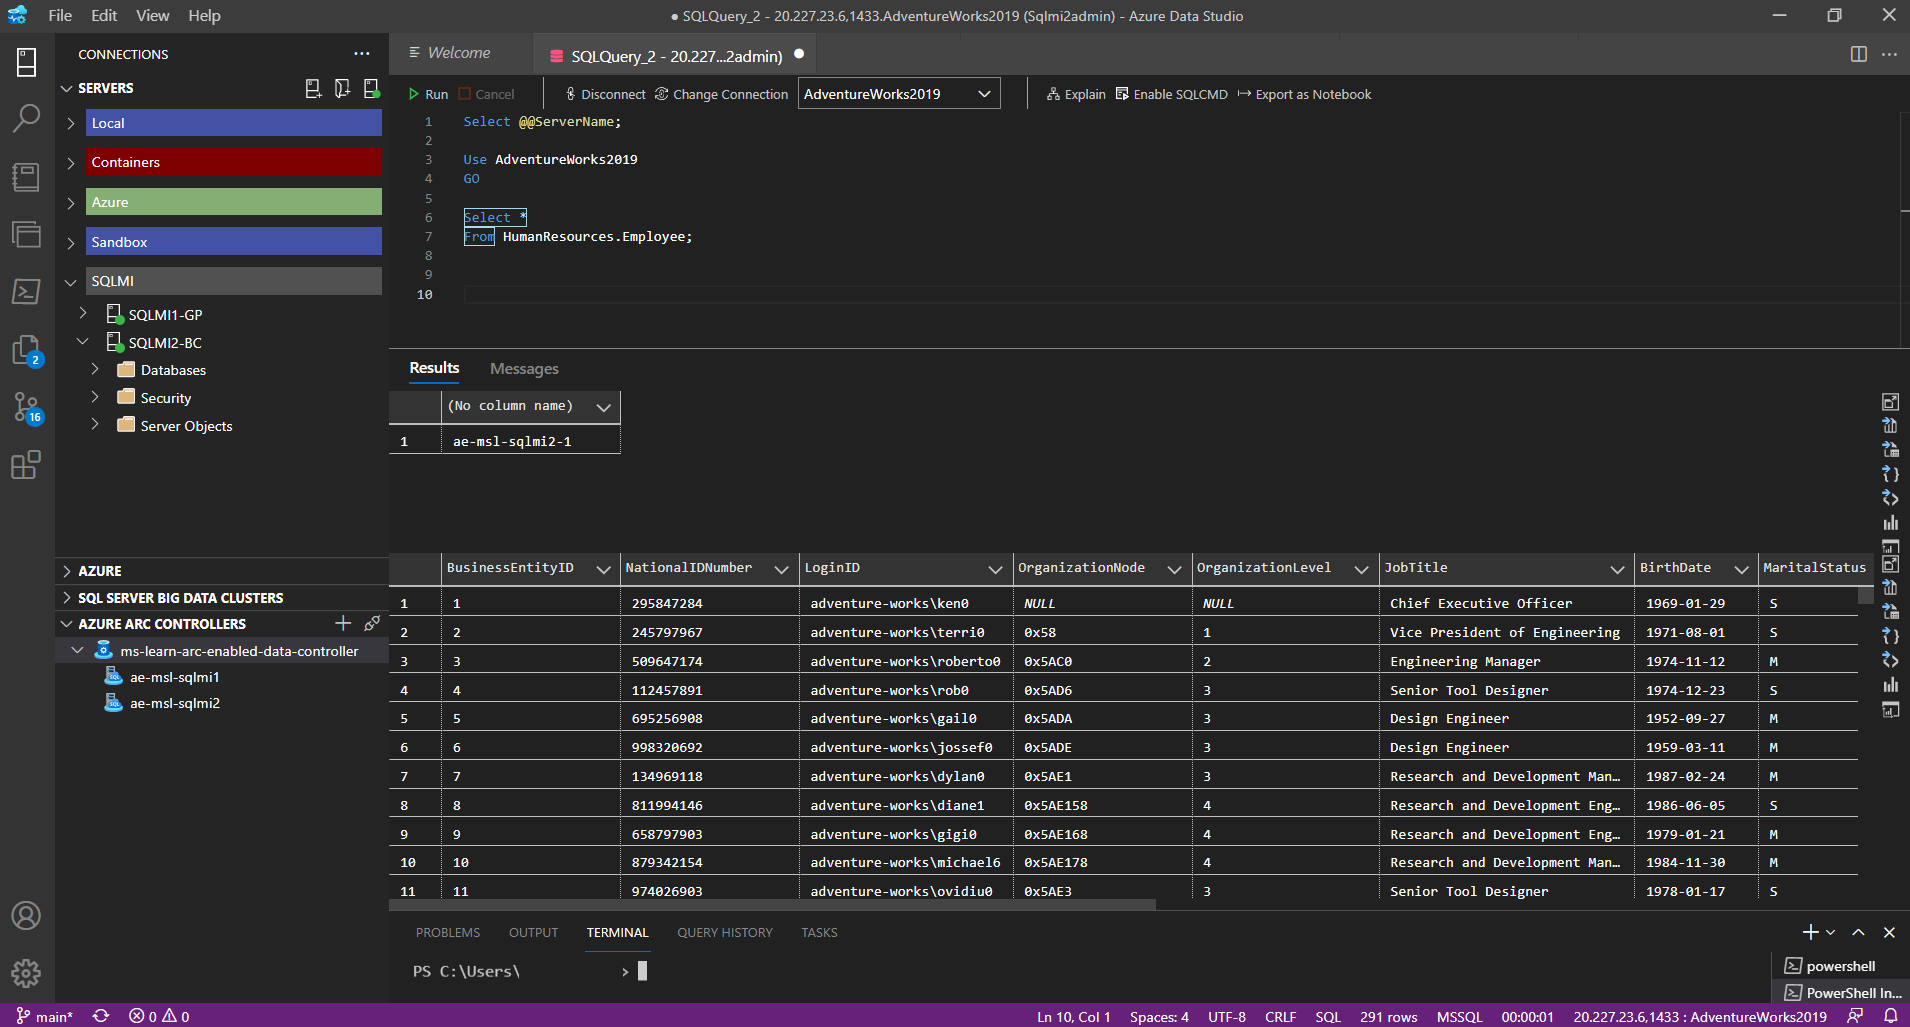 File Edit View Help
● SQLQuery_2 - 20.227.23.6,1433.AdventureWorks2019 (Sqlmi2admin) - Azure Data Studio
CONNECTIONS
SERVERS
Local
Containers
Azure
Sandbox
SQLMI
SQLMI1-GP
SQLMI2-BC
Databases
Security
Server Objects
2
16
AZURE
SQL SERVER BIG DATA CLUSTERS
AZURE ARC CONTROLLERS
ms-learn-arc-enabled-data-controller
ae-msl-sqlmi1
ae-msl-sqlmi2
Welcome
SQLQuery_2 - 20.227...2admin)
Run Cancel Disconnect Change Connection AdventureWorks2019 Explain Enable SQLCMD Export as Notebook
1 Select @@ServerName;
2
3 Use AdventureWorks2019
4 GO
5
6 Select *
7 From HumanResources.Employee;
8
9
10
Results Messages
(No column name)
1 ae-msl-sqlmi2-1
BusinessEntityID NationalIDNumber LoginID OrganizationNode OrganizationLevel JobTitle BirthDate MaritalStatus
1 1 295847284 adventure-works\ken0 NULL NULL Chief Executive Officer 1969-01-29 S
2 2 245797967 adventure-works\terri0 0x58 1 Vice President of Engineering 1971-08-01 S
3 3 509647174 adventure-works\roberto0 0x5AC0 2 Engineering Manager 1974-11-12 M
4 4 112457891 adventure-works\rob0 0x5AD6 3 Senior Tool Designer 1974-12-23 S
5 5 695256908 adventure-works\gail0 0x5ADA 3 Design Engineer 1952-09-27 M
6 6 998320692 adventure-works\jossef0 0x5ADE 3 Design Engineer 1959-03-11 M
7 7 134969118 adventure-works\dylan0 0x5AE1 3 Research and Development Man... 1987-02-24 M
8 8 811994146 adventure-works\diane1 0x5AE158 4 Research and Development Eng... 1986-06-05 S
9 9 658797903 adventure-works\gigi0 0x5AE168 4 Research and Development Eng... 1979-01-21 M
10 10 879342154 adventure-works\michael6 0x5AE178 4 Research and Development Man... 1984-11-30 M
11 11 974026903 adventure-works\ovidiu0 0x5AE3 3 Senior Tool Designer 1978-01-17 S
PROBLEMS OUTPUT TERMINAL QUERY HISTORY TASKS
PS C:\Users\ >
powershell
PowerShell In...
main* 0 0 Ln 10, Col 1 Spaces: 4 UTF-8 CRLF SQL 291 rows MSSQL 00:00:01 20.227.23.6,1433 : AdventureWorks2019